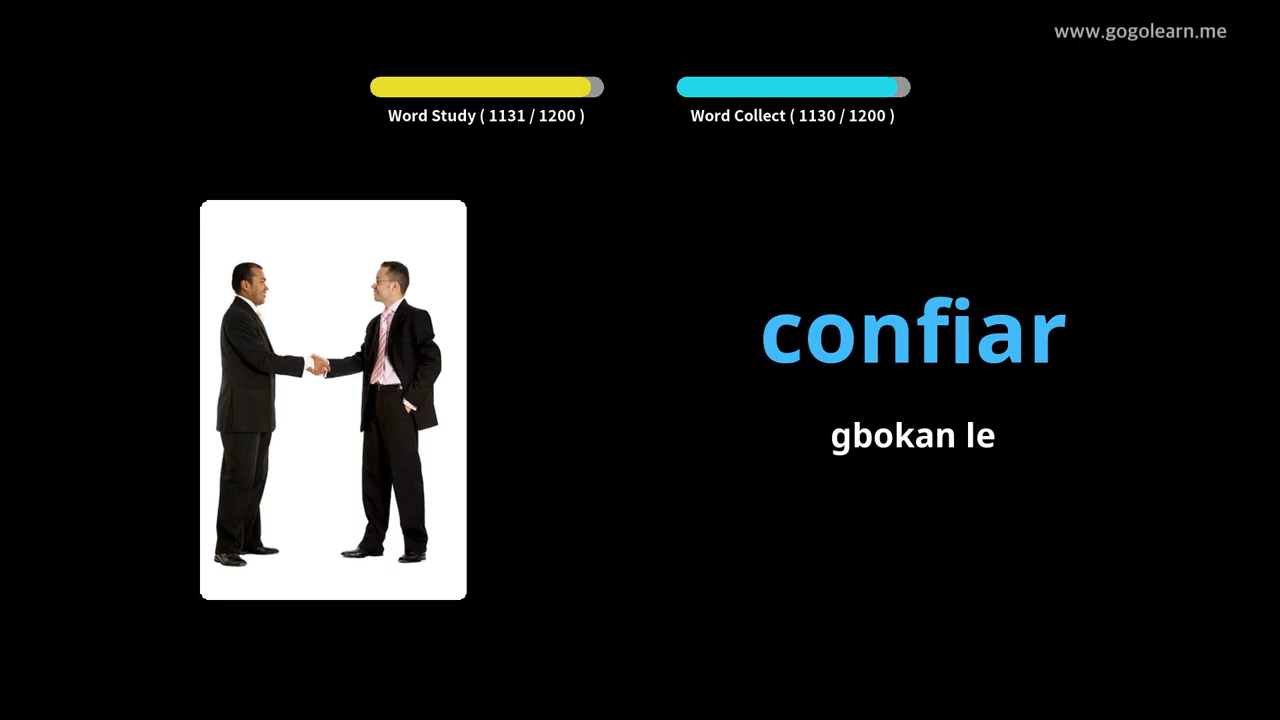 www.gogolearn.me
Word Study ( 1131 / 1200 )
Word Collect ( 1130 / 1200 )
confiar
gbokan le